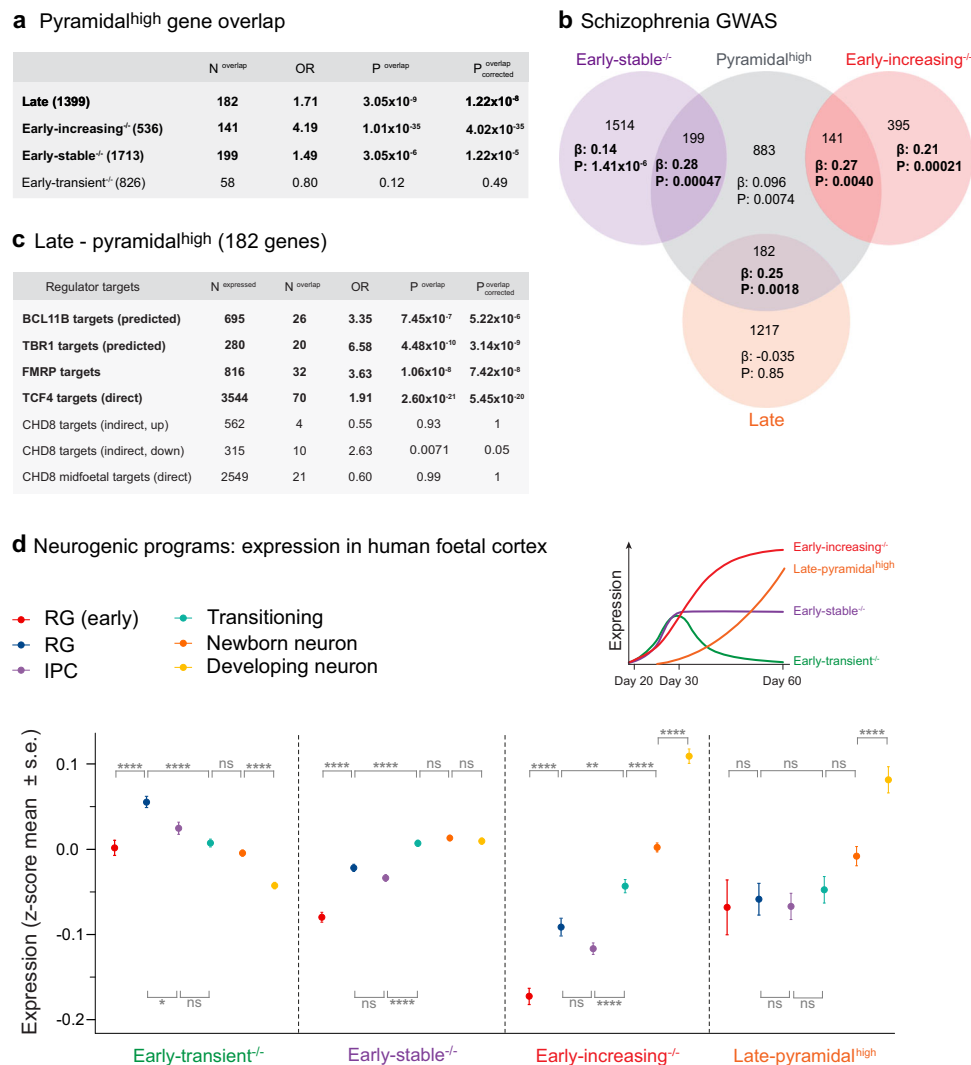 a Pyramidal^high gene overlap
N^overlap OR P^overlap P^overlap_corrected
Late (1399) 182 1.71 3.05x10^-9 1.22x10^-8
Early-increasing^-/- (536) 141 4.19 1.01x10^-35 4.02x10^-35
Early-stable^-/- (1713) 199 1.49 3.05x10^-6 1.22x10^-5
Early-transient^-/- (826) 58 0.80 0.12 0.49
b Schizophrenia GWAS
Early-stable^-/- Pyramidal^high Early-increasing^-/-
1514
β: 0.14
P: 1.41x10^-6
199
β: 0.28
P: 0.00047
883
β: 0.096
P: 0.0074
141
β: 0.27
P: 0.0040
395
β: 0.21
P: 0.00021
182
β: 0.25
P: 0.0018
1217
β: -0.035
P: 0.85
Late
c Late - pyramidal^high (182 genes)
Regulator targets N^expressed N^overlap OR P^overlap P^overlap_corrected
BCL11B targets (predicted) 695 26 3.35 7.45x10^-7 5.22x10^-6
TBR1 targets (predicted) 280 20 6.58 4.48x10^-10 3.14x10^-9
FMRP targets 816 32 3.63 1.06x10^-8 7.42x10^-8
TCF4 targets (direct) 3544 70 1.91 2.60x10^-21 5.45x10^-20
CHD8 targets (indirect, up) 562 4 0.55 0.93 1
CHD8 targets (indirect, down) 315 10 2.63 0.0071 0.05
CHD8 midfoetal targets (direct) 2549 21 0.60 0.99 1
d Neurogenic programs: expression in human foetal cortex
RG (early)
RG
IPC
Transitioning
Newborn neuron
Developing neuron
Expression
Early-increasing^-/-
Late-pyramidal^high
Early-stable^-/-
Early-transient^-/-
Day 20 Day 30 Day 60
Expression (z-score mean ± s.e.)
0.1
0.0
-0.1
-0.2
**** **** ns ****
* ns
**** **** ns ns
ns ****
**** ** **** ****
ns ****
ns ns ns ****
ns ns
Early-transient^-/- Early-stable^-/- Early-increasing^-/- Late-pyramidal^high